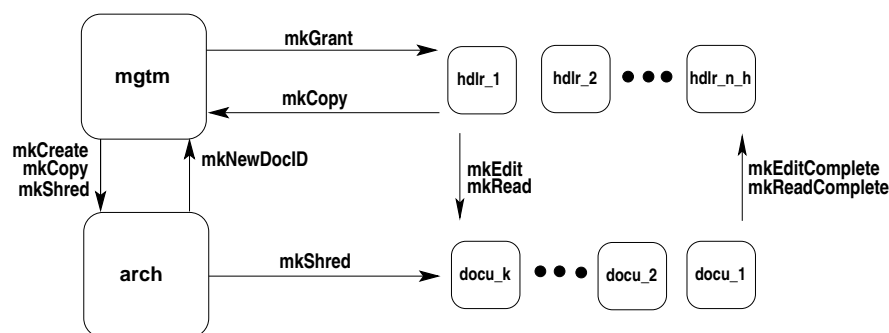 mkGrant
mgtm
hdlr_1
hdlr_2
hdlr_n_h
mkCopy
mkCreate
mkCopy
mkShred
mkNewDocID
mkEdit
mkRead
mkEditComplete
mkReadComplete
arch
mkShred
docu_k
docu_2
docu_1